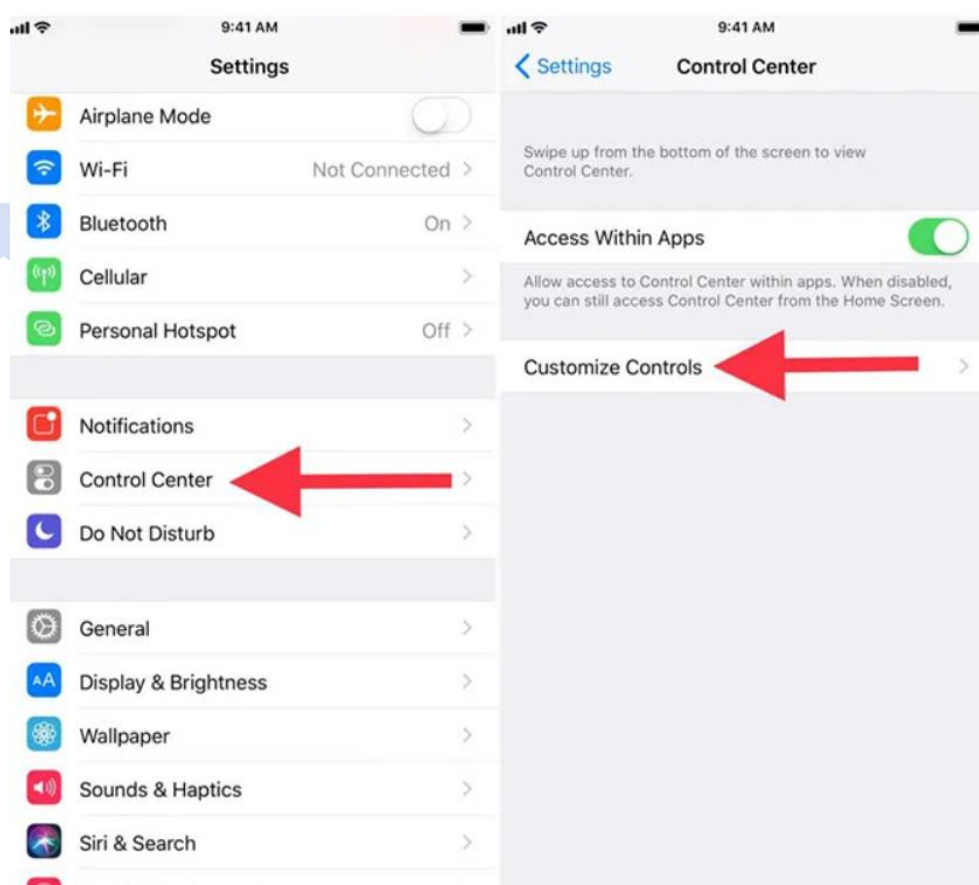 9:41 AM
Settings
Airplane Mode
Wi-Fi Not Connected
Bluetooth On
Cellular
Personal Hotspot Off
Notifications
Control Center
Do Not Disturb
General
AA Display & Brightness
Wallpaper
Sounds & Haptics
Siri & Search
9:41 AM
Settings Control Center
Swipe up from the bottom of the screen to view
Control Center.
Access Within Apps
Allow access to Control Center within apps. When disabled,
you can still access Control Center from the Home Screen.
Customize Controls